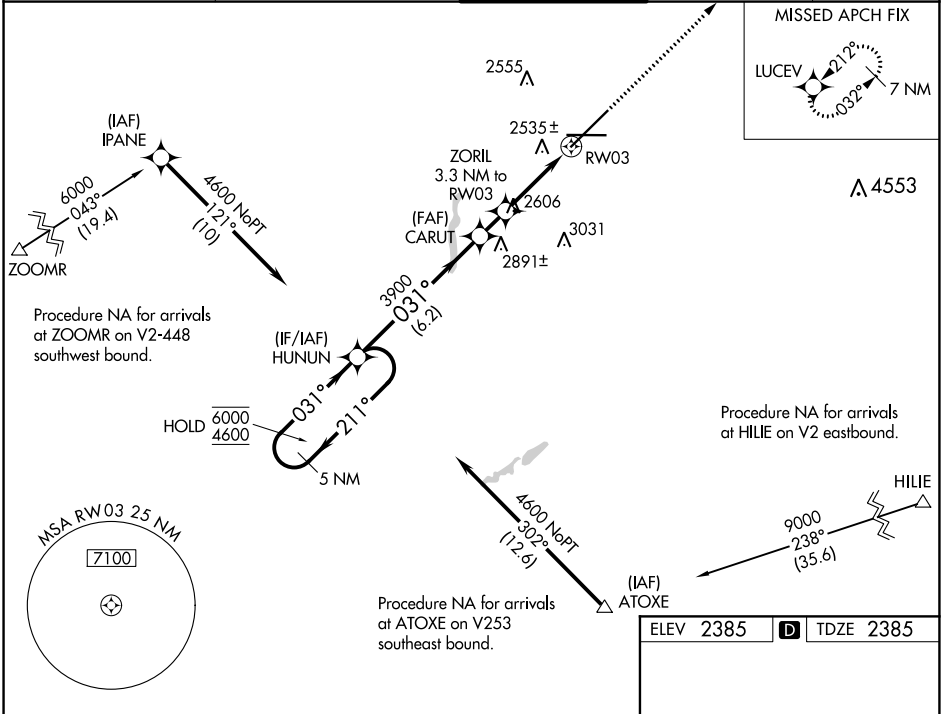 MISSED APCH FIX
LUCEV
212°
032°
7 NM
2555
2535±
RW03
ZORIL
3.3 NM to
RW03
2606
4553
(IAF)
IPANE
6000
043°
(19.4)
ZOOMR
4600 NoPT
121°
(10)
(FAF)
CARUT
3031
2891±
Procedure NA for arrivals
at ZOOMR on V2-448
southwest bound.
3900
031°
(6.2)
(IF/IAF)
HUNUN
HOLD 6000
4600
031°
211°
5 NM
Procedure NA for arrivals
at HILIE on V2 eastbound.
HILIE
9000
238°
(35.6)
4600 NoPT
302°
(12.6)
(IAF)
ATOXE
MSA RW03 25 NM
7100
Procedure NA for arrivals
at ATOXE on V253
southeast bound.
ELEV 2385 D TDZE 2385